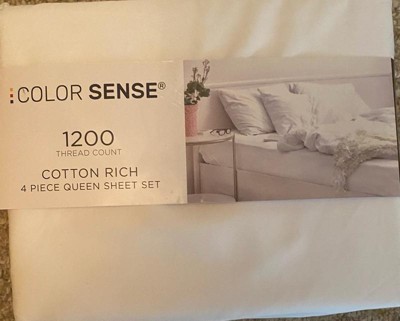 COLOR SENSE®
1200
THREAD COUNT
COTTON RICH
4 PIECE QUEEN SHEET SET